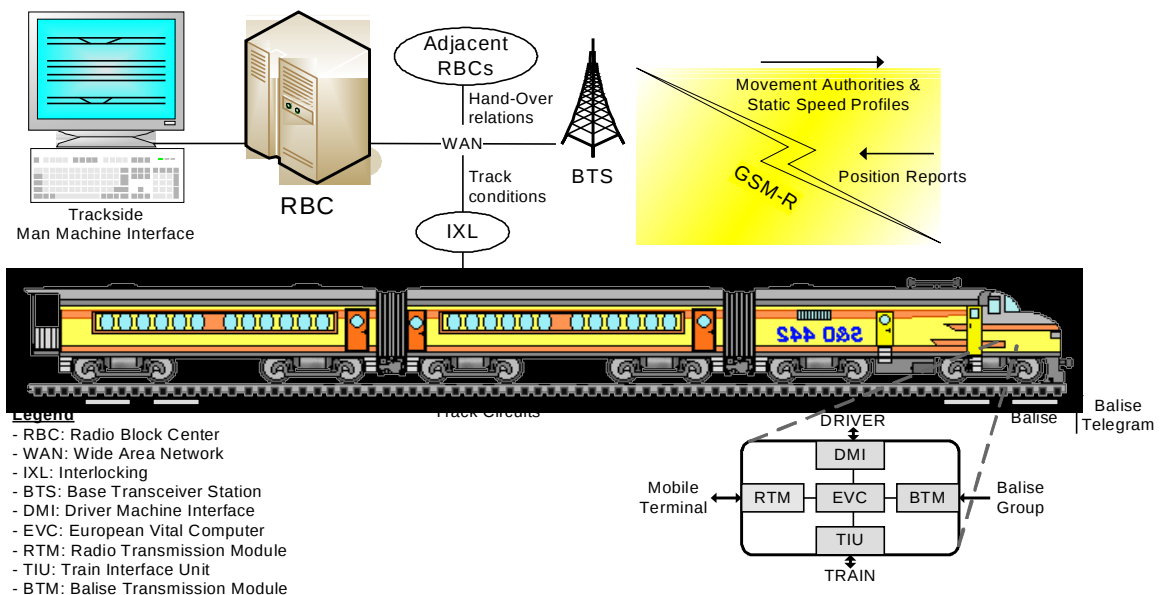 Adjacent
RBCs
Hand-Over
relations
WAN
Track
conditions
IXL
RBC
BTS
Trackside
Man Machine Interface
Movement Authorities &
Static Speed Profiles
Position Reports
GSM-R
S&D 442
Track Circuits
Balise
Balise
Telegram
Legend
- RBC: Radio Block Center
- WAN: Wide Area Network
- IXL: Interlocking
- BTS: Base Transceiver Station
- DMI: Driver Machine Interface
- EVC: European Vital Computer
- RTM: Radio Transmission Module
- TIU: Train Interface Unit
- BTM: Balise Transmission Module
DRIVER
DMI
Mobile
Terminal
RTM
EVC
BTM
Balise
Group
TIU
TRAIN